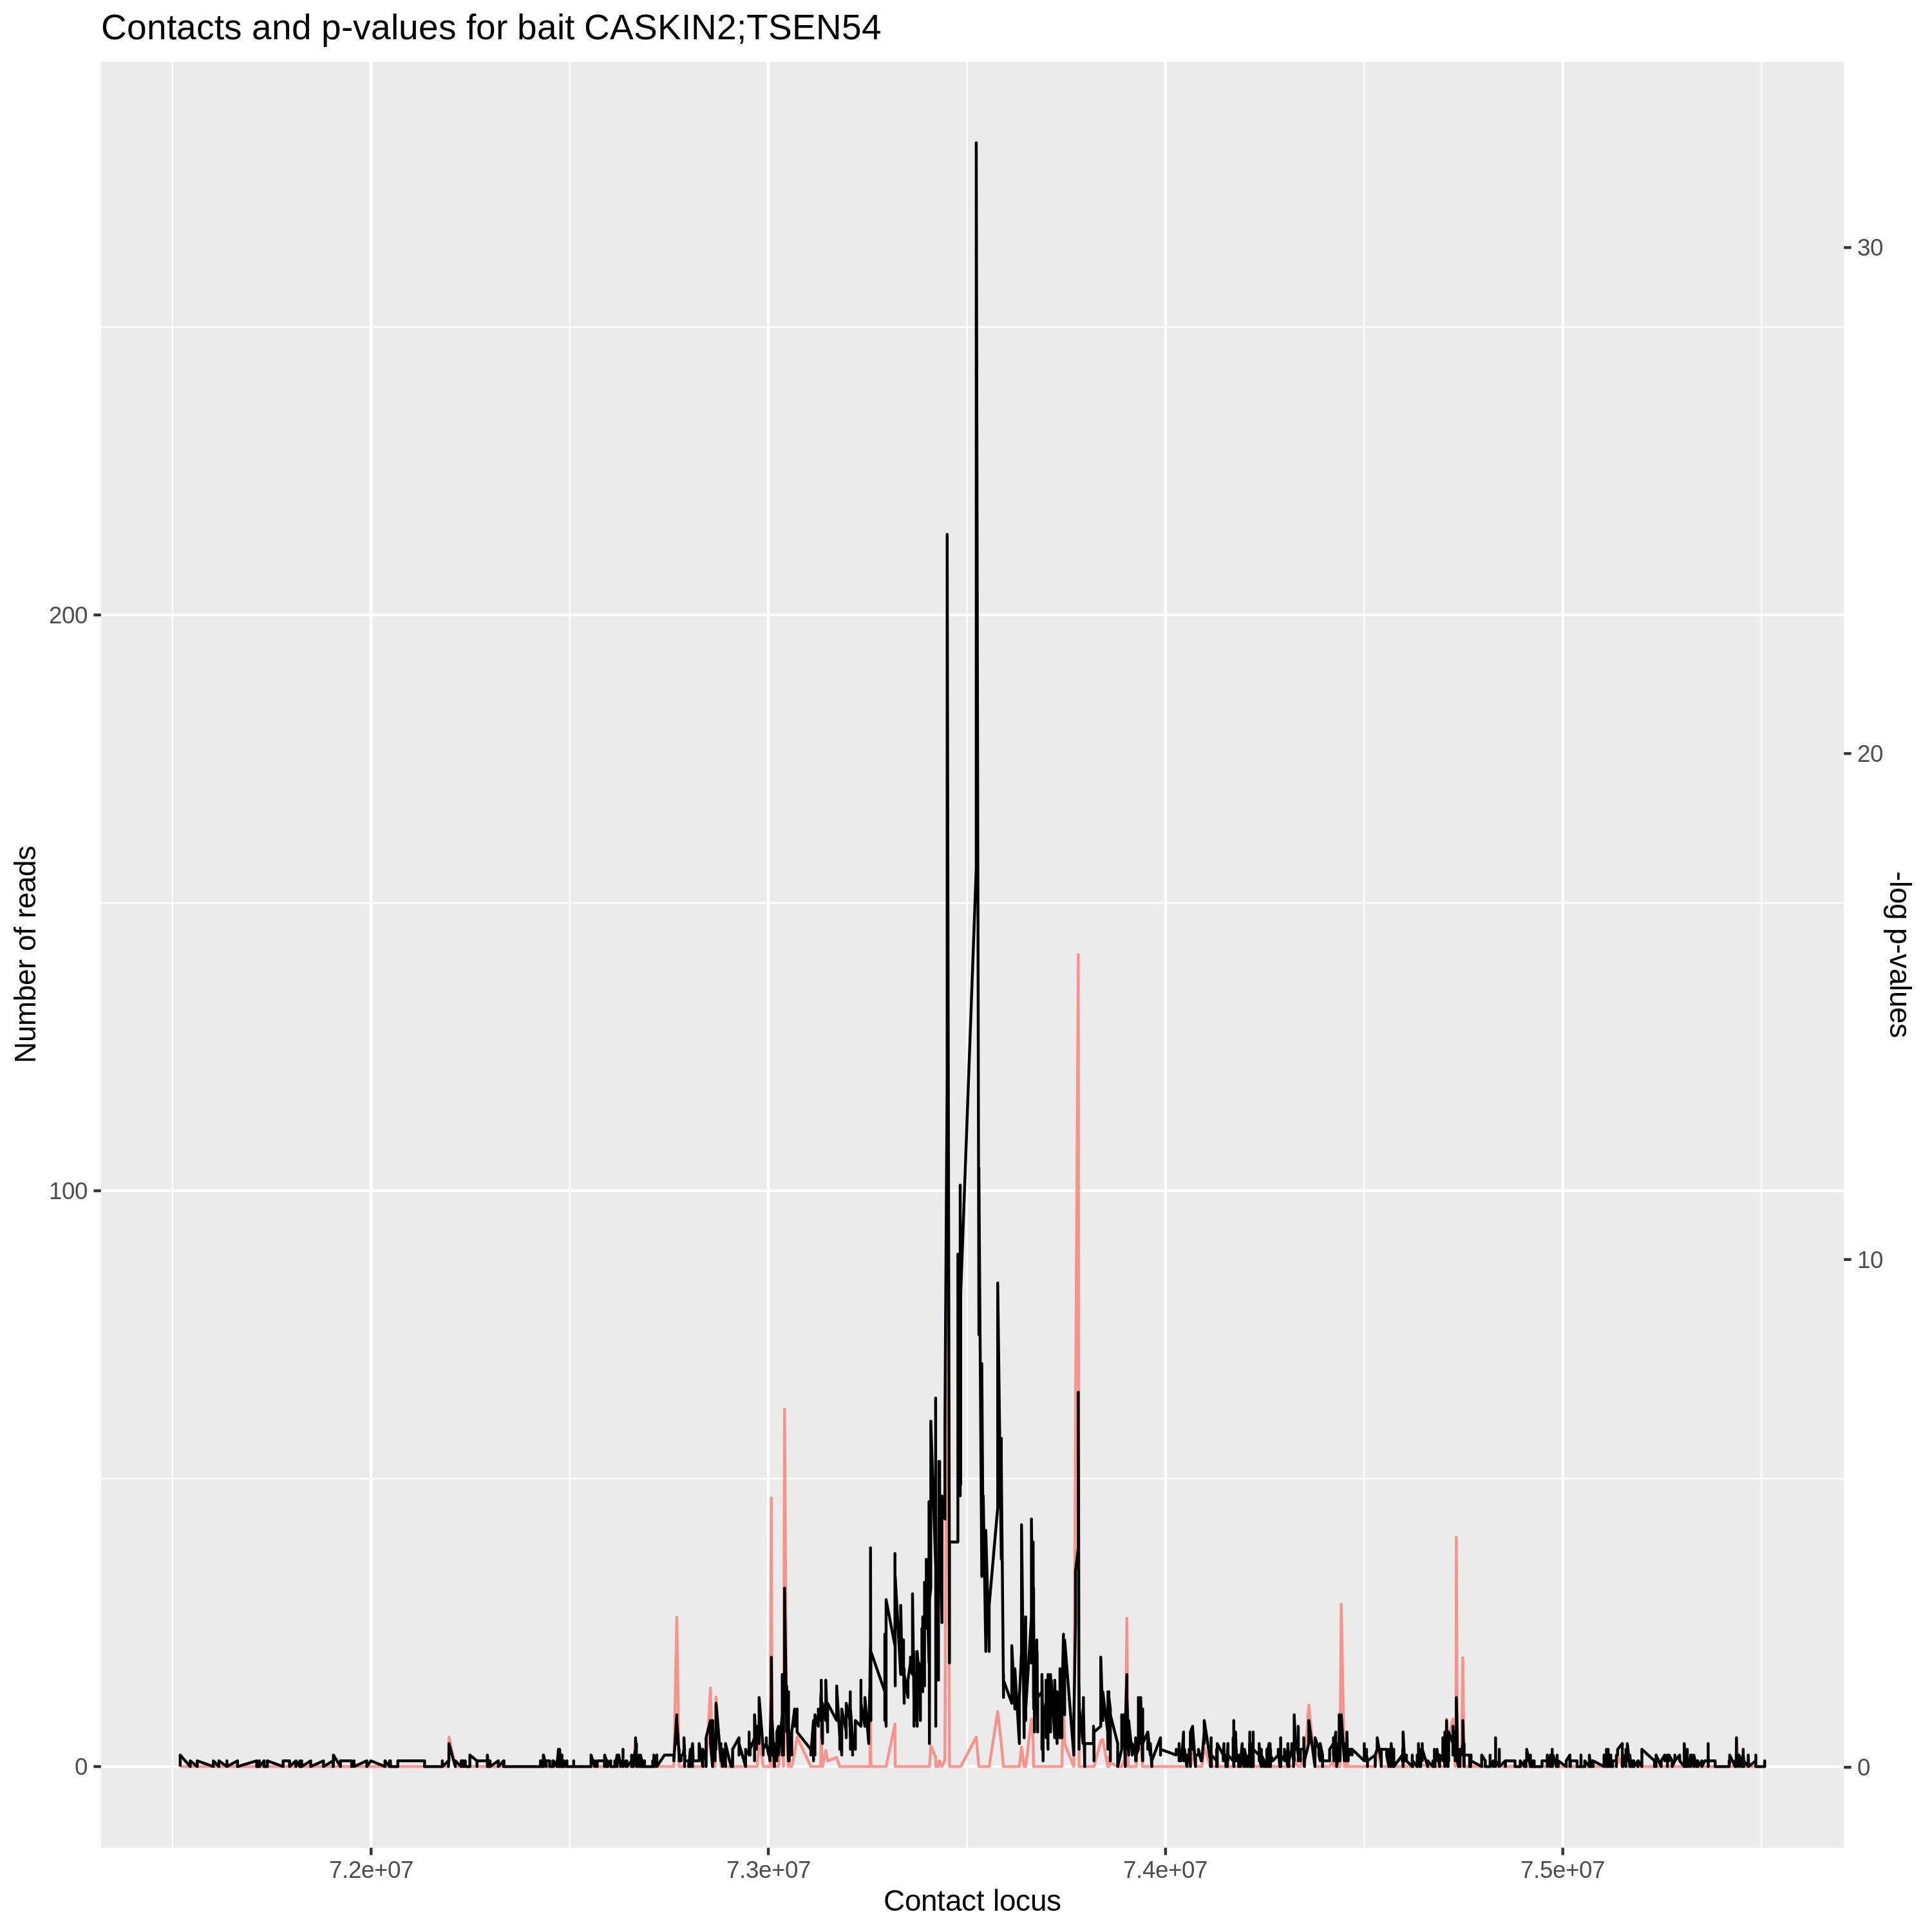 Contacts and p-values for bait CASKIN2;TSEN54
Number of reads
200
100
0
30
20
10
0
-log p-values
7.2e+07
7.3e+07
7.4e+07
7.5e+07
Contact locus